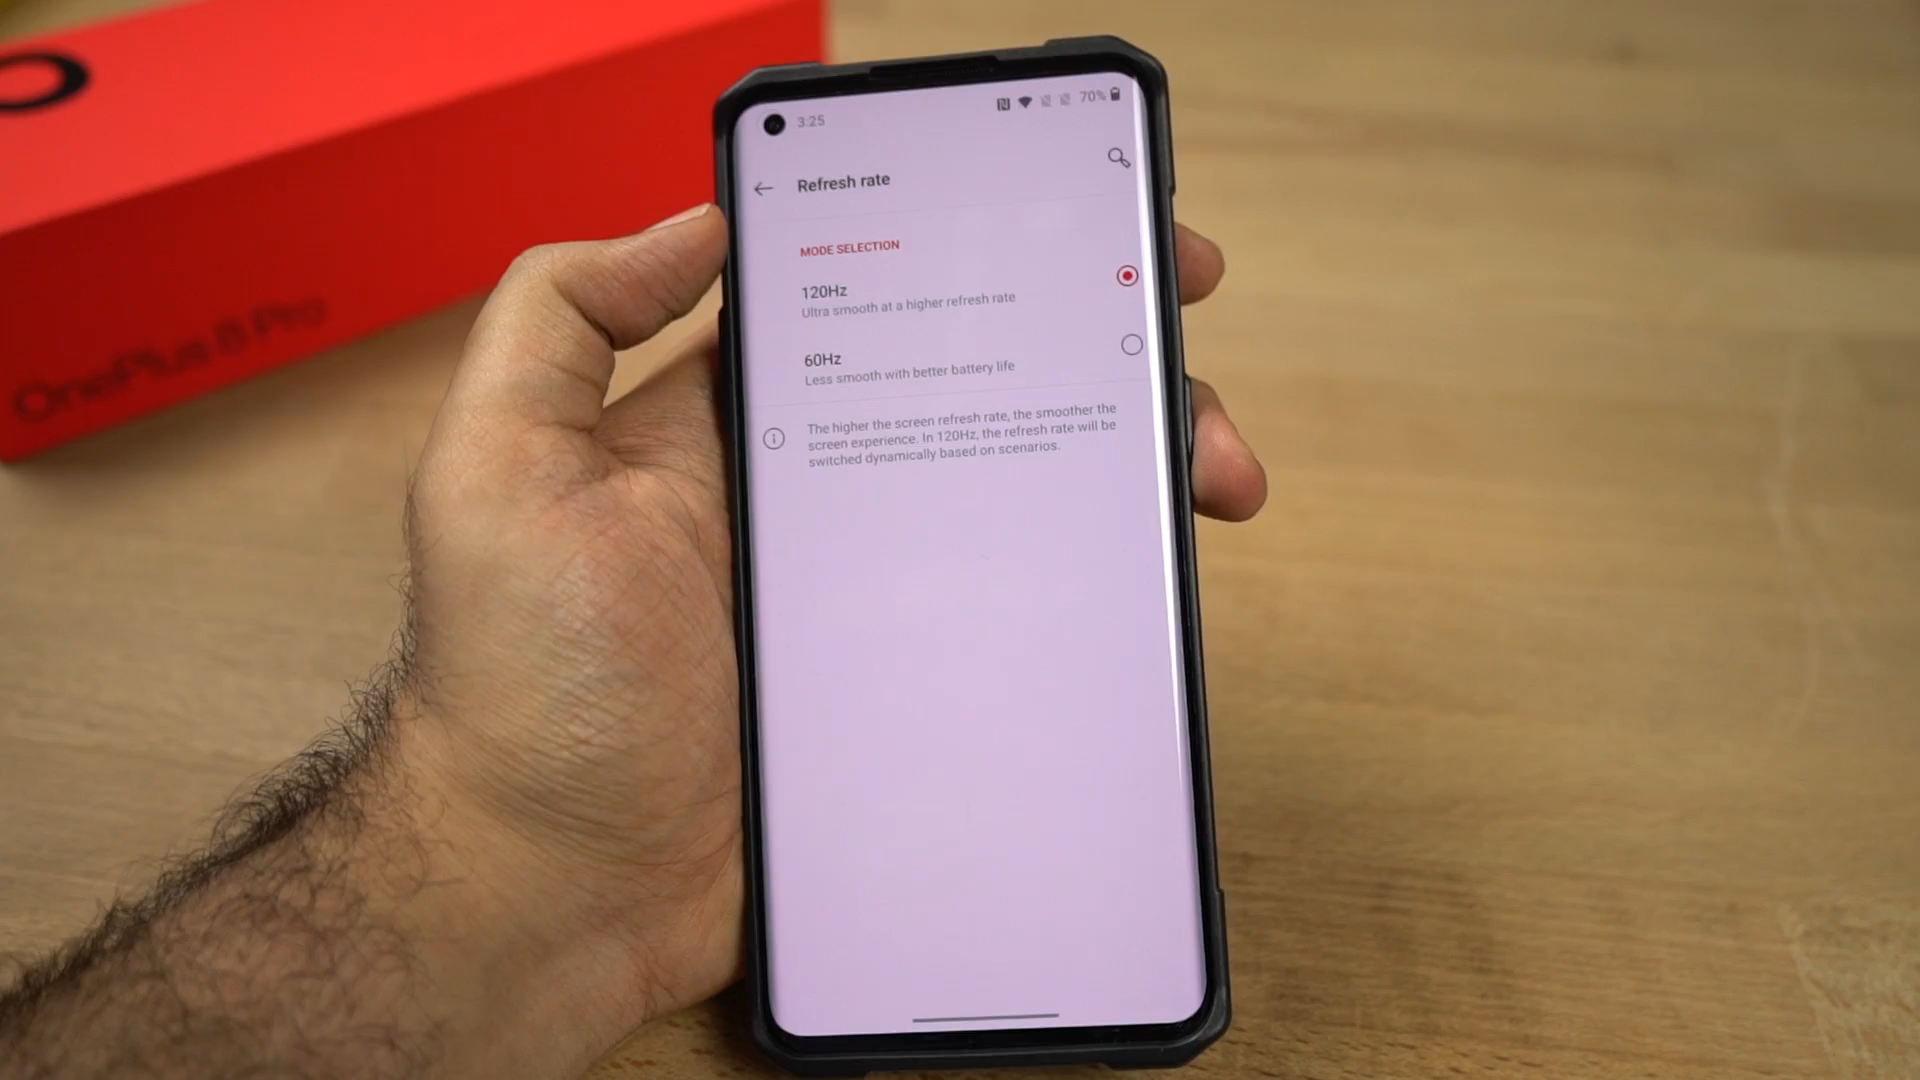 OnePlus 8 Pro
3:25
70%
Refresh rate
MODE SELECTION
120Hz
Ultra smooth at a higher refresh rate
60Hz
Less smooth with better battery life
The higher the screen refresh rate, the smoother the
screen experience. In 120Hz, the refresh rate will be
switched dynamically based on scenarios.